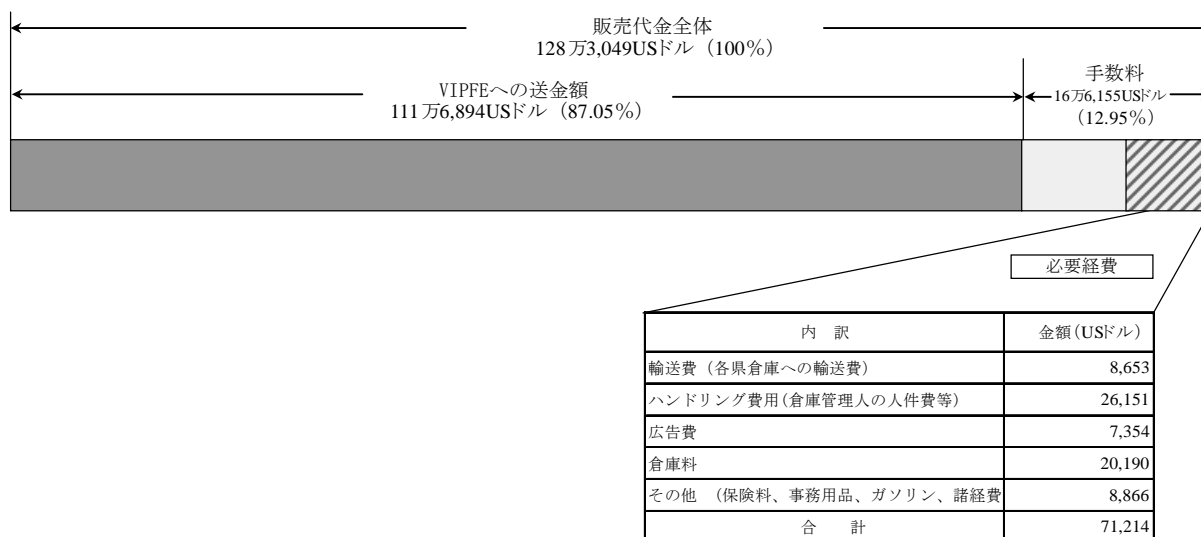 販売代金全体
128万3,049USドル（100%）
VIPFEへの送金額
111万6,894USドル（87.05%）
手数料
16万6,155USドル
（12.95%）
必要経費
内　訳 金額(USドル)
輸送費（各県倉庫への輸送費） 8,653
ハンドリング費用(倉庫管理人の人件費等) 26,151
広告費 7,354
倉庫料 20,190
その他　（保険料、事務用品、ガソリン、諸経費 8,866
合　　計 71,214